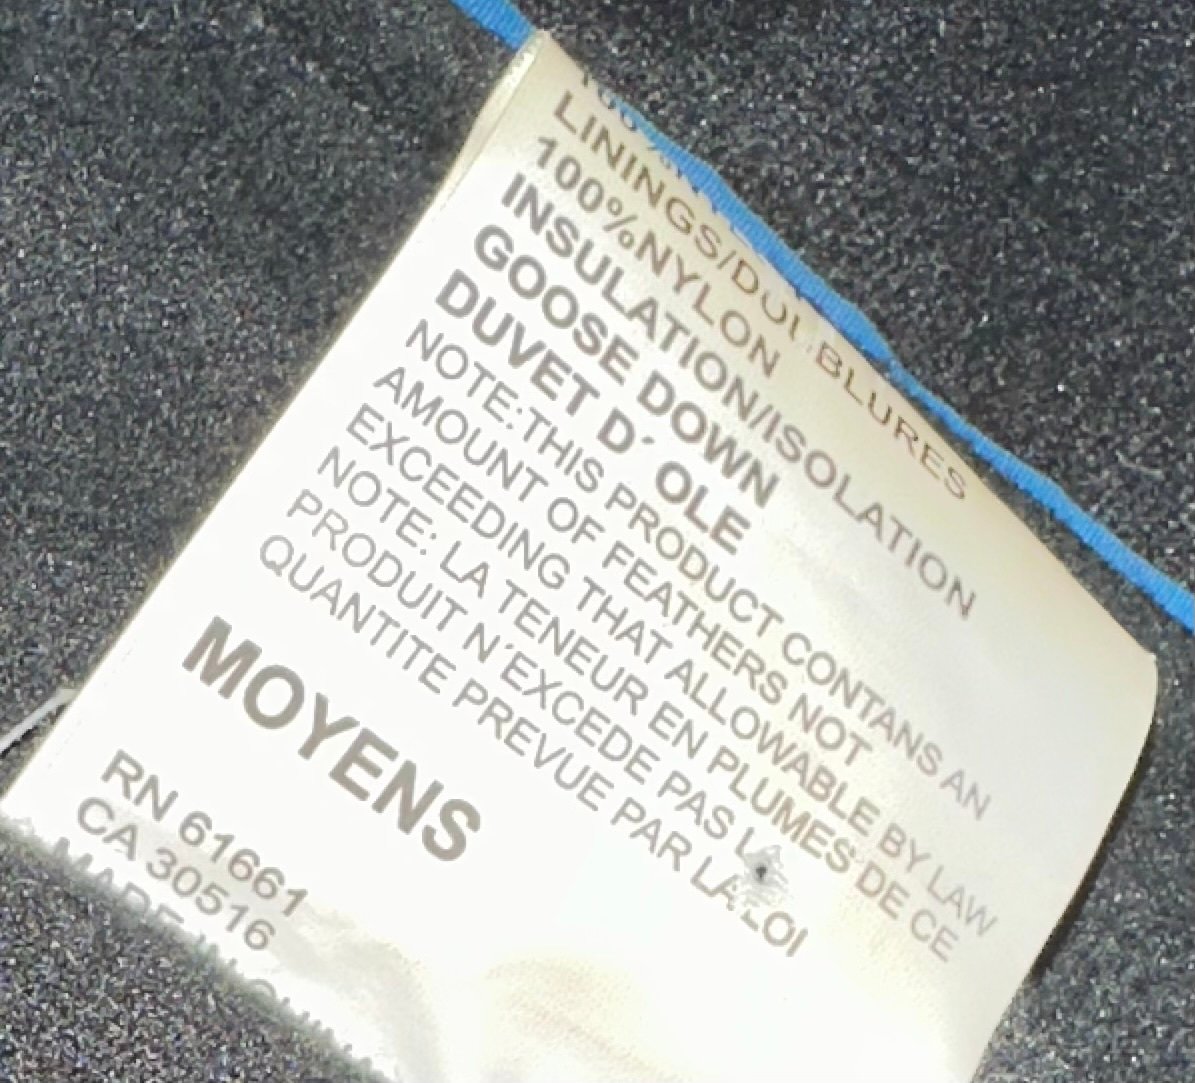 LININGS/DOUBLURES
100%NYLON
INSULATION/ISOLATION
GOOSE DOWN
DUVET D´ OLE
NOTE:THIS PRODUCT CONTANS AN
AMOUNT OF FEATHERS NOT
EXCEEDING THAT ALLOWABLE BY LAW
NOTE: LA TENEUR EN PLUMES DE CE
PRODUIT N´EXCEDE PAS
QUANTITE PREVUE PAR LA LOI
MOYENS
RN 61661
CA 30516
MADE IN